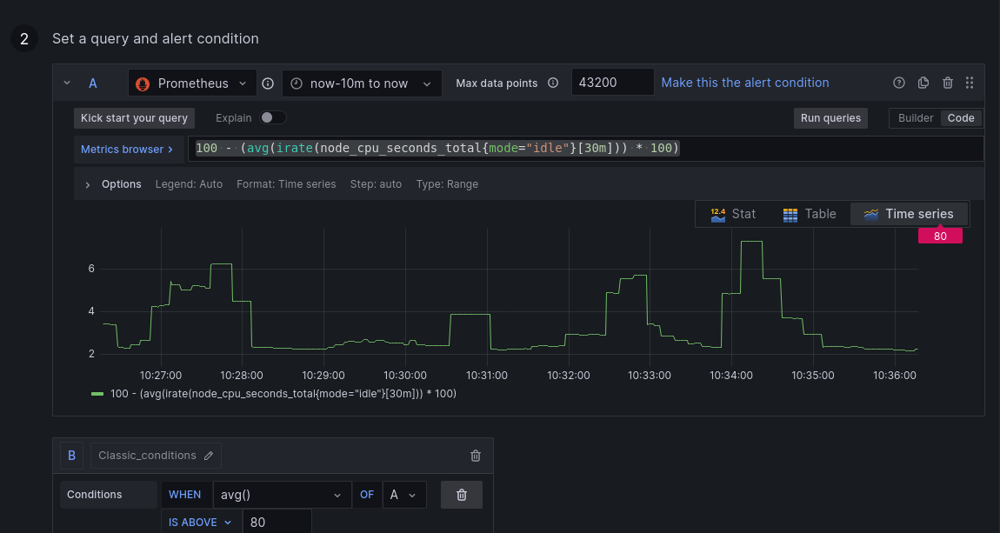 2 Set a query and alert condition
A Prometheus now-10m to now Max data points 43200 Make this the alert condition
Kick start your query Explain Run queries Builder Code
Metrics browser > 100 - (avg(irate(node_cpu_seconds_total{mode="idle"}[30m])) * 100)
> Options Legend: Auto Format: Time series Step: auto Type: Range
12.4 Stat Table Time series
80
6
4
2
10:27:00 10:28:00 10:29:00 10:30:00 10:31:00 10:32:00 10:33:00 10:34:00 10:35:00 10:36:00
100 - (avg(irate(node_cpu_seconds_total{mode="idle"}[30m])) * 100)
B Classic_conditions
Conditions WHEN avg() OF A
IS ABOVE 80